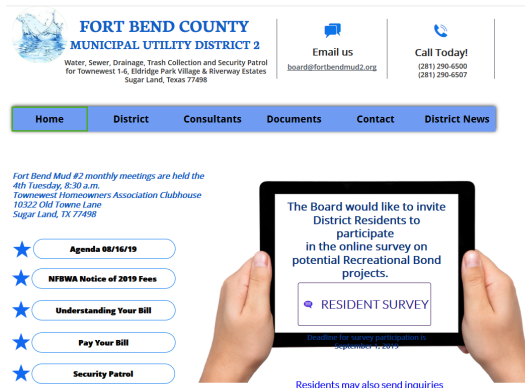 FORT BEND COUNTY
MUNICIPAL UTILITY DISTRICT 2
Water, Sewer, Drainage, Trash Collection and Security Patrol
for Townewest 1-6, Eldridge Park Village & Riverway Estates
Sugar Land, Texas 77498
Email us
board@fortbendmud2.org
Call Today!
(281) 290-6500
(281) 290-6507
Home District Consultants Documents Contact District News
Fort Bend Mud #2 monthly meetings are held the
4th Tuesday, 8:30 a.m.
Townewest Homeowners Association Clubhouse
10322 Old Towne Lane
Sugar Land, TX 77498
Agenda 08/16/19
NFBWA Notice of 2019 Fees
Understanding Your Bill
Pay Your Bill
Security Patrol
The Board would like to invite
District Residents to
participate
in the online survey on
potential Recreational Bond
projects.
RESIDENT SURVEY
Deadline for survey participation is
September 1, 2019
Residents may also send inquiries